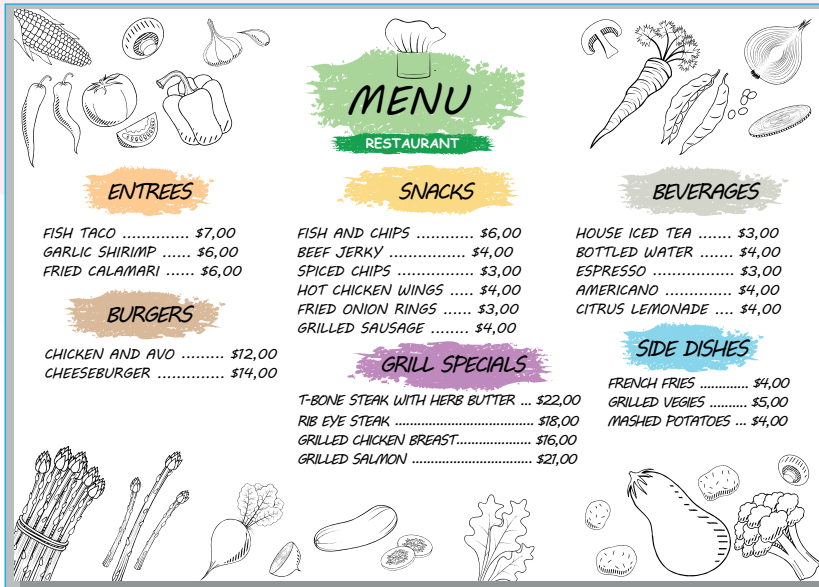 MENU
RESTAURANT
ENTREES
FISH TACO ............. $7,00
GARLIC SHIRIMP ...... $6,00
FRIED CALAMARI ...... $6,00
BURGERS
CHICKEN AND AVO ......... $12,00
CHEESEBURGER .............. $14,00
SNACKS
FISH AND CHIPS ............. $6,00
BEEF JERKY ................ $4,00
SPICED CHIPS ................ $3,00
HOT CHICKEN WINGS ..... $4,00
FRIED ONION RINGS ...... $3,00
GRILLED SAUSAGE ........ $4,00
GRILL SPECIALS
T-BONE STEAK WITH HERB BUTTER ... $22,00
RIB EYE STEAK ...................................... $18,00
GRILLED CHICKEN BREAST..................... $16,00
GRILLED SALMON ................................. $21,00
BEVERAGES
HOUSE ICED TEA ....... $3,00
BOTTLED WATER ....... $4,00
ESPRESSO ................ $3,00
AMERICANO .............. $4,00
CITRUS LEMONADE .... $4,00
SIDE DISHES
FRENCH FRIES ............. $4,00
GRILLED VEGIES .......... $5,00
MASHED POTATOES ... $4,00